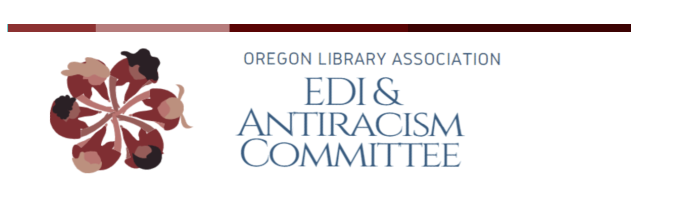 OREGON LIBRARY ASSOCIATION
EDI &
ANTIRACISM
COMMITTEE